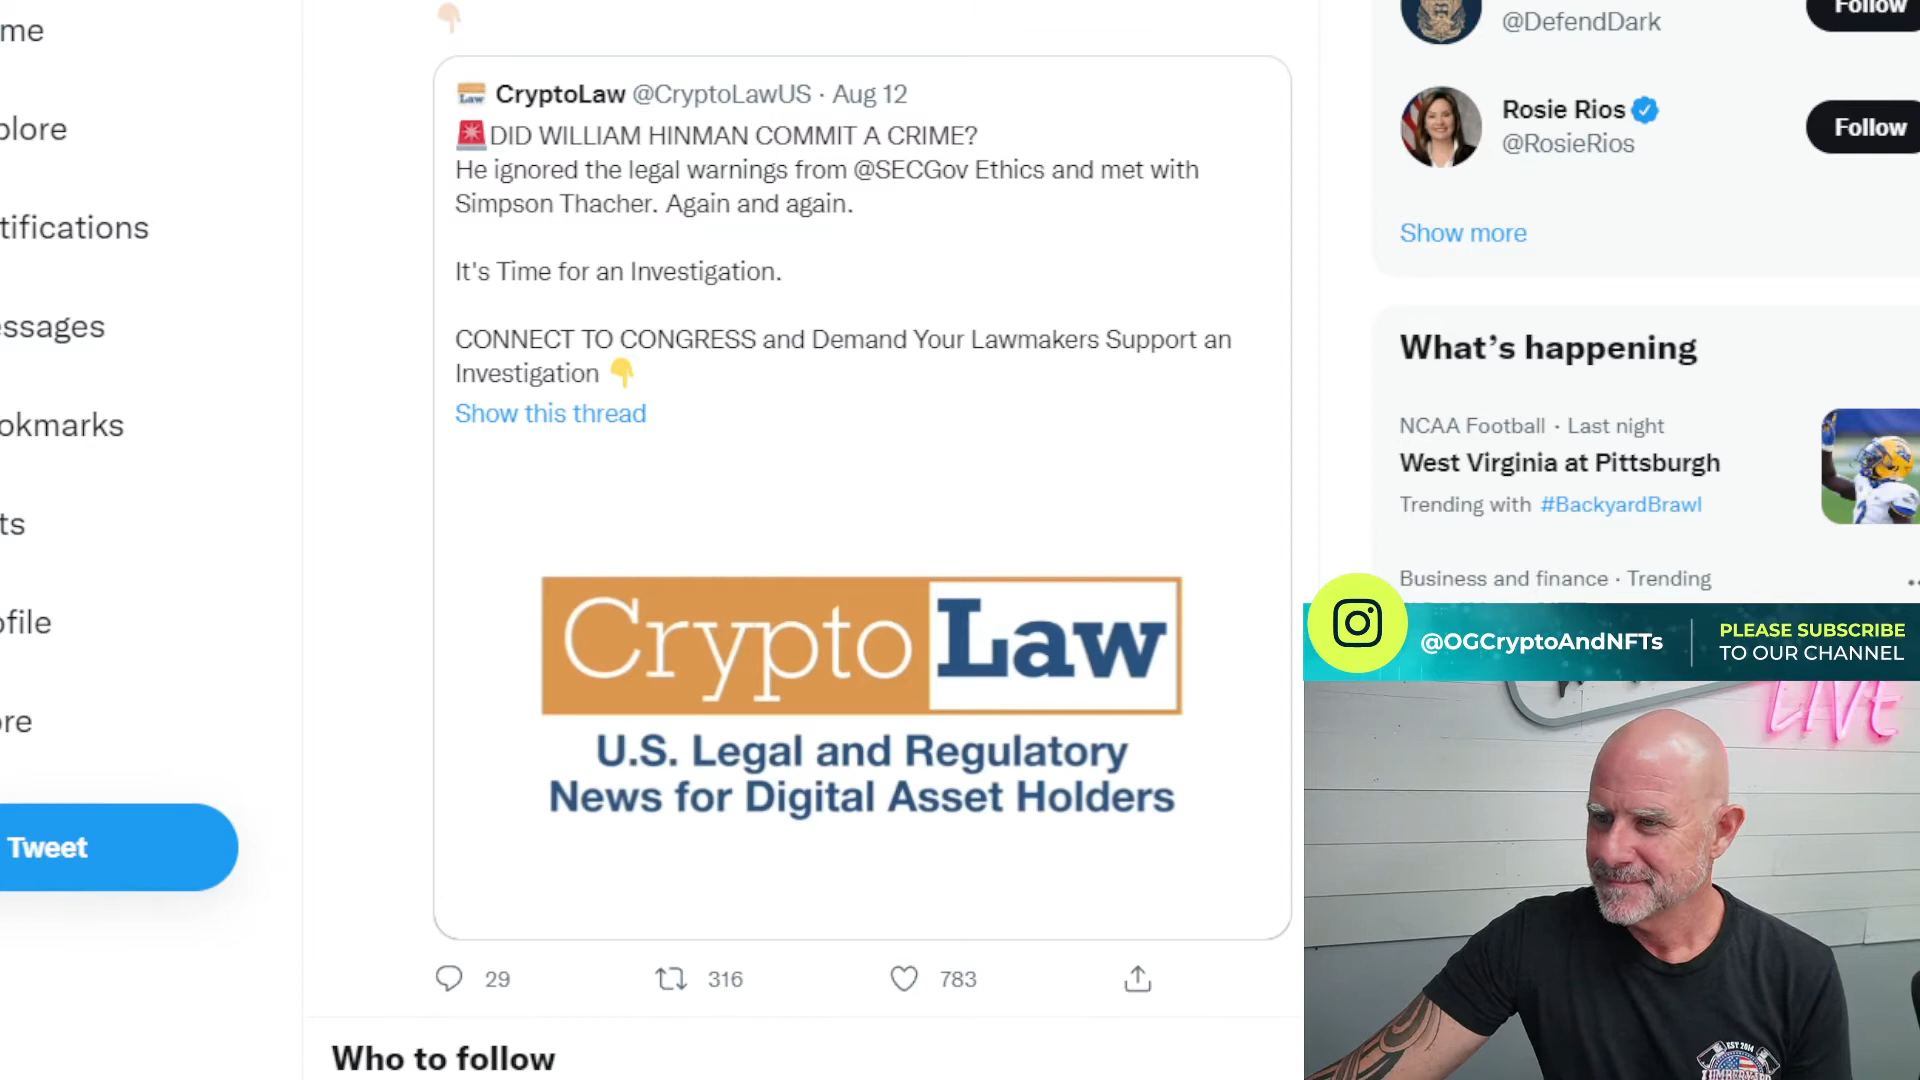 me
plore
tifications
essages
okmarks
ts
ofile
ore
Tweet
CryptoLaw @CryptoLawUS · Aug 12
DID WILLIAM HINMAN COMMIT A CRIME?
He ignored the legal warnings from @SECGov Ethics and met with
Simpson Thacher. Again and again.
It's Time for an Investigation.
CONNECT TO CONGRESS and Demand Your Lawmakers Support an
Investigation
Show this thread
Crypto Law
U.S. Legal and Regulatory
News for Digital Asset Holders
29 316 783
Who to follow
@DefendDark
Follow
Rosie Rios
@RosieRios
Follow
Show more
What's happening
NCAA Football · Last night
West Virginia at Pittsburgh
Trending with #BackyardBrawl
Business and finance · Trending
@OGCryptoAndNFTs
PLEASE SUBSCRIBE
TO OUR CHANNEL
LIVE
EST 2014